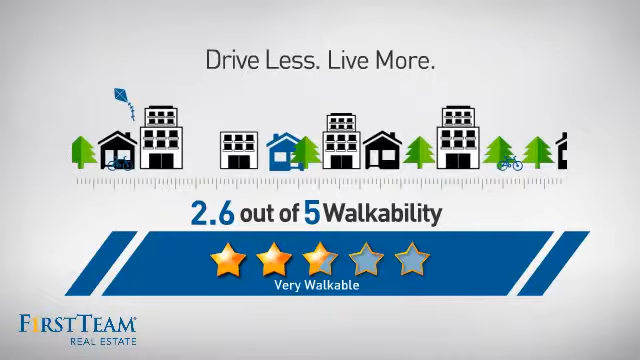 Drive Less. Live More.
2.6 out of 5 Walkability
Very Walkable
FIRSTTEAM®
REAL ESTATE